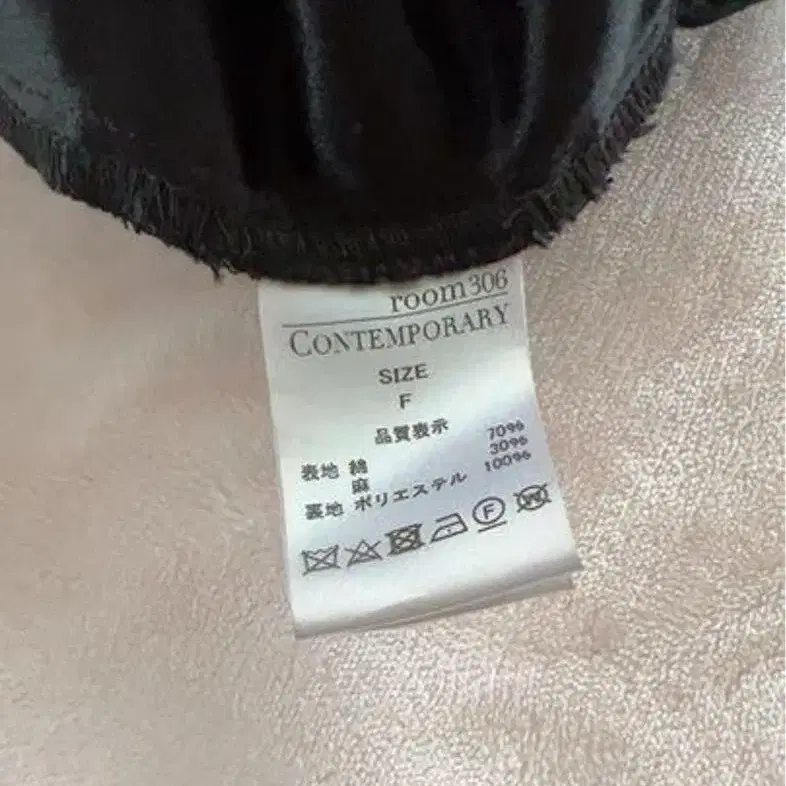 room306
CONTEMPORARY
SIZE
F
品質表示
表地 綿 70%
麻 30%
裏地 ポリエステル 100%
F W